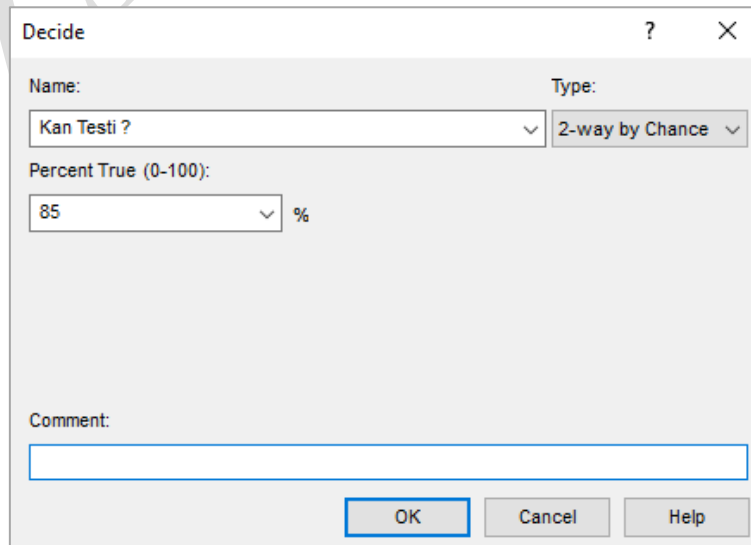 Decide ?
Name: Type:
Kan Testi ? 2-way by Chance
Percent True (0-100):
85 %
Comment:
OK Cancel Help